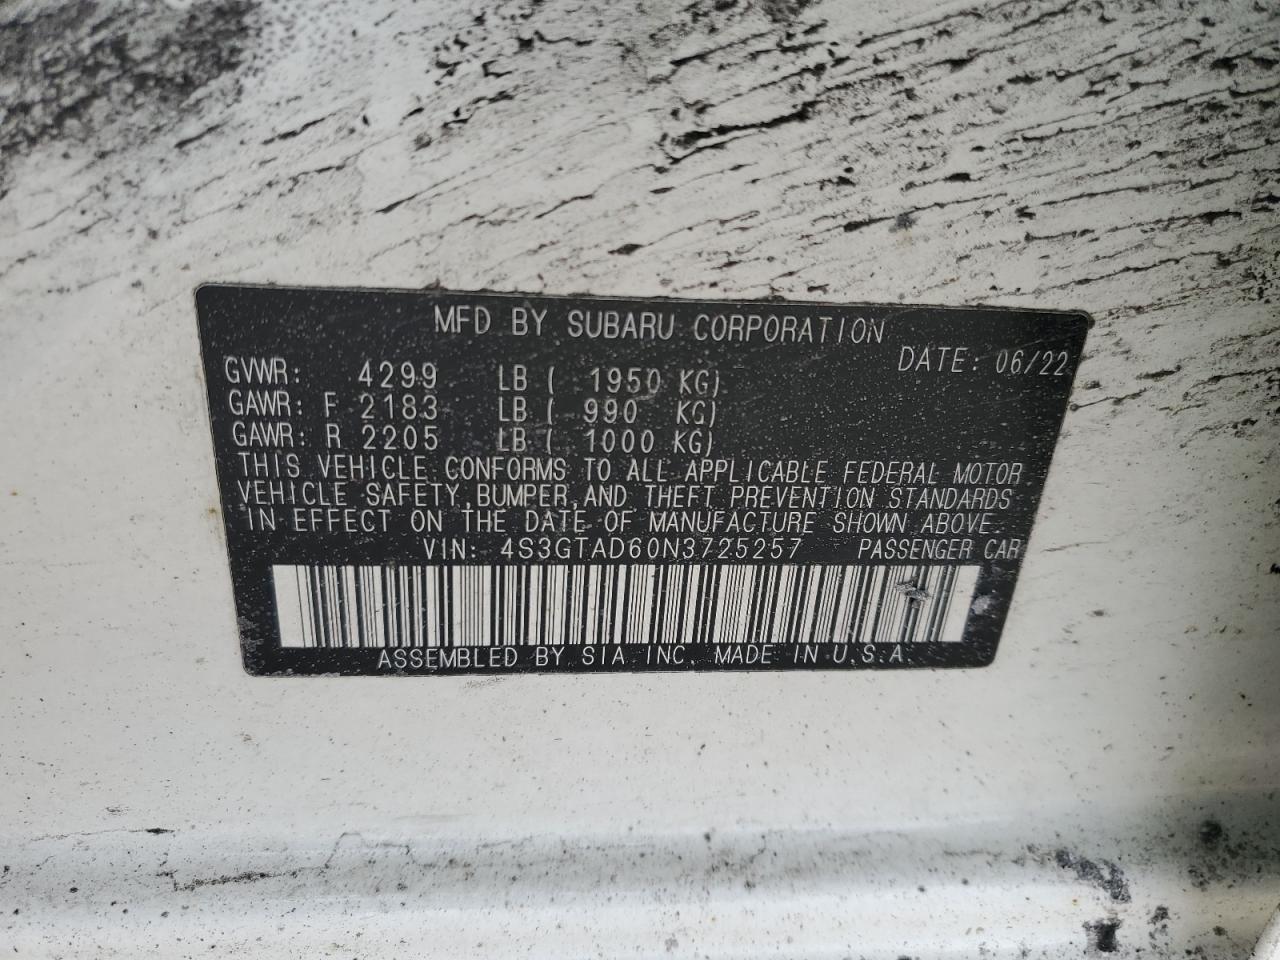 MFD BY SUBARU CORPORATION
DATE: 06/22
GVWR: 4299 LB ( 1950 KG)
GAWR: F 2183 LB ( 990 KG)
GAWR: R 2205 LB ( 1000 KG)
THIS VEHICLE CONFORMS TO ALL APPLICABLE FEDERAL MOTOR
VEHICLE SAFETY, BUMPER, AND THEFT PREVENTION STANDARDS
IN EFFECT ON THE DATE OF MANUFACTURE SHOWN ABOVE.
VIN: 4S3GTAD60N3725257 PASSENGER CAR
ASSEMBLED BY SIA INC. MADE IN U.S.A.